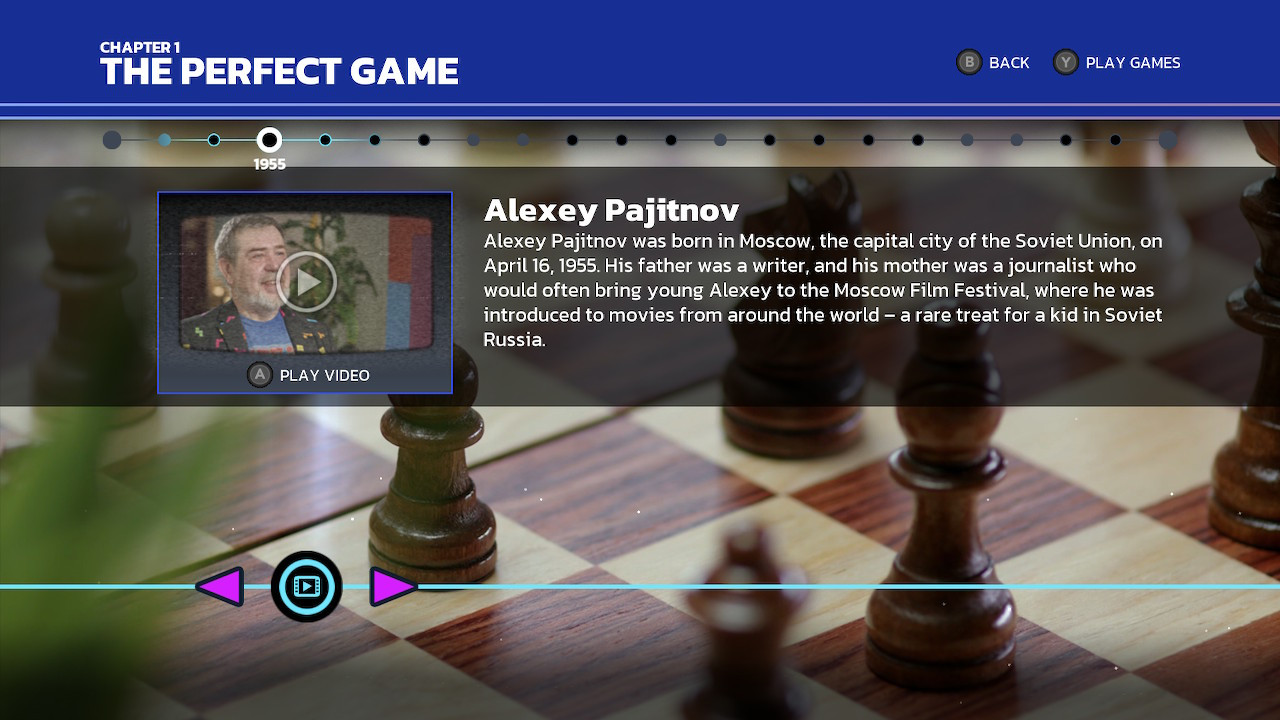 CHAPTER 1
THE PERFECT GAME
B BACK Y PLAY GAMES
1955
Alexey Pajitnov
Alexey Pajitnov was born in Moscow, the capital city of the Soviet Union, on
April 16, 1955. His father was a writer, and his mother was a journalist who
would often bring young Alexey to the Moscow Film Festival, where he was
introduced to movies from around the world – a rare treat for a kid in Soviet
Russia.
A PLAY VIDEO